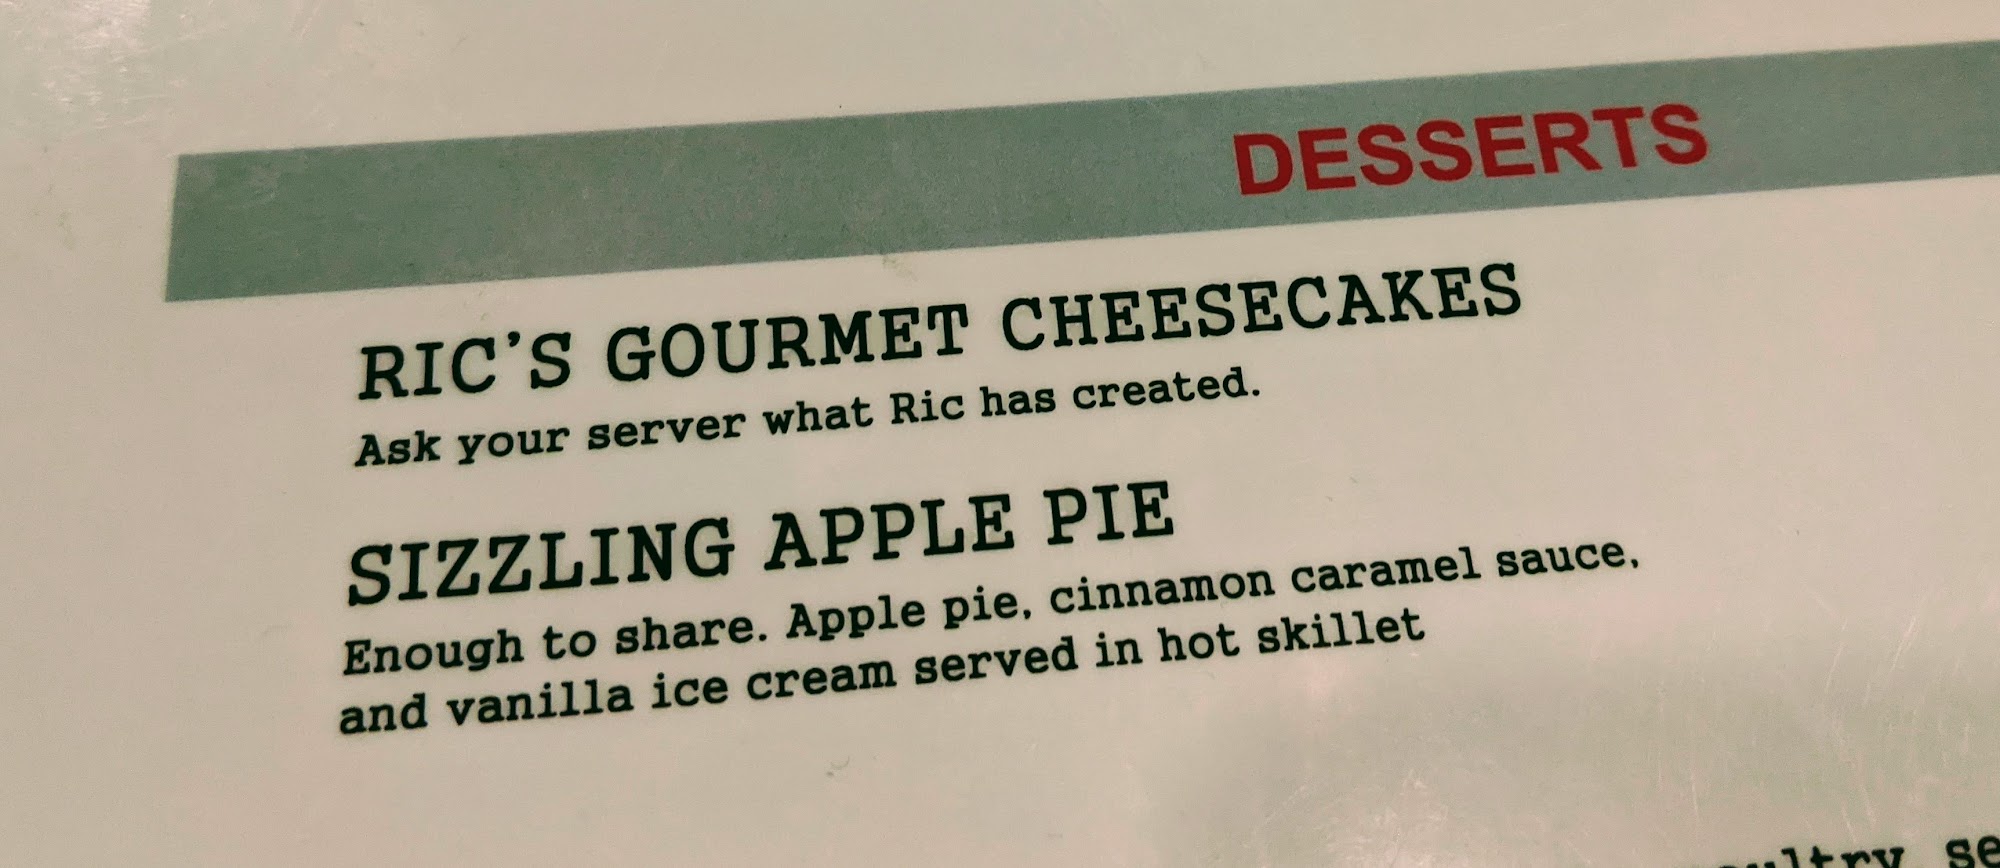 DESSERTS
RIC'S GOURMET CHEESECAKES
Ask your server what Ric has created.
SIZZLING APPLE PIE
Enough to share. Apple pie, cinnamon caramel sauce,
and vanilla ice cream served in hot skillet